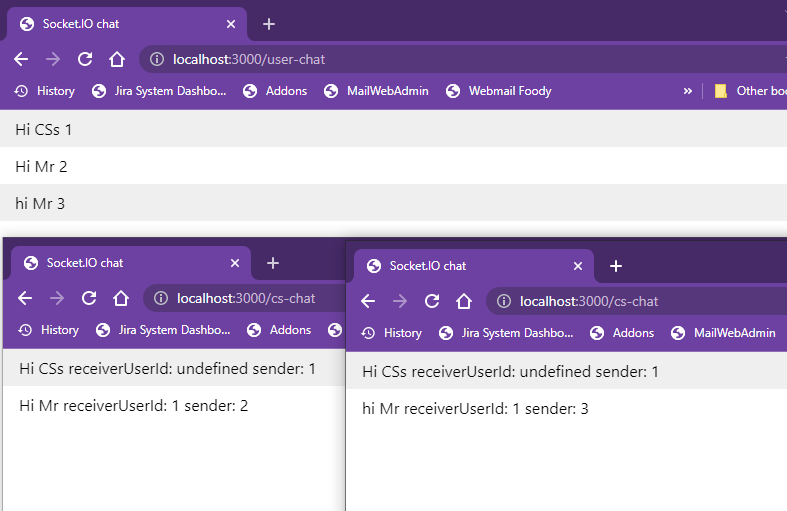 Socket.IO chat
localhost:3000/user-chat
History Jira System Dashbo... Addons MailWebAdmin Webmail Foody » Other
Hi CSs 1
Hi Mr 2
hi Mr 3
Socket.IO chat
localhost:3000/cs-chat
History Jira System Dashbo... Addons
Hi CSs receiverUserId: undefined sender: 1
Hi Mr receiverUserId: 1 sender: 2
Socket.IO chat
localhost:3000/cs-chat
History Jira System Dashbo... Addons MailWebAdmin
Hi CSs receiverUserId: undefined sender: 1
hi Mr receiverUserId: 1 sender: 3